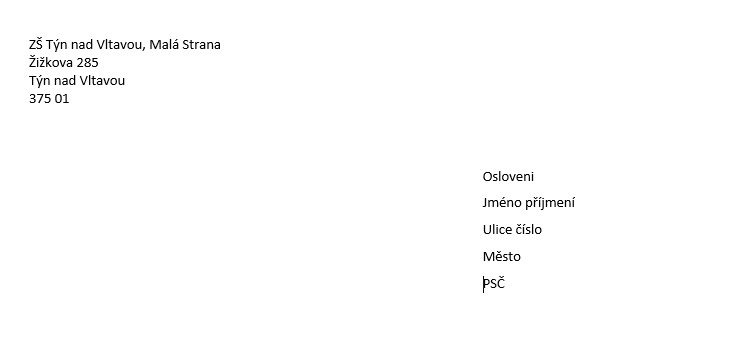 ZŠ Týn nad Vltavou, Malá Strana
Žižkova 285
Týn nad Vltavou
375 01
Osloveni
Jméno příjmení
Ulice číslo
Město
PSČ